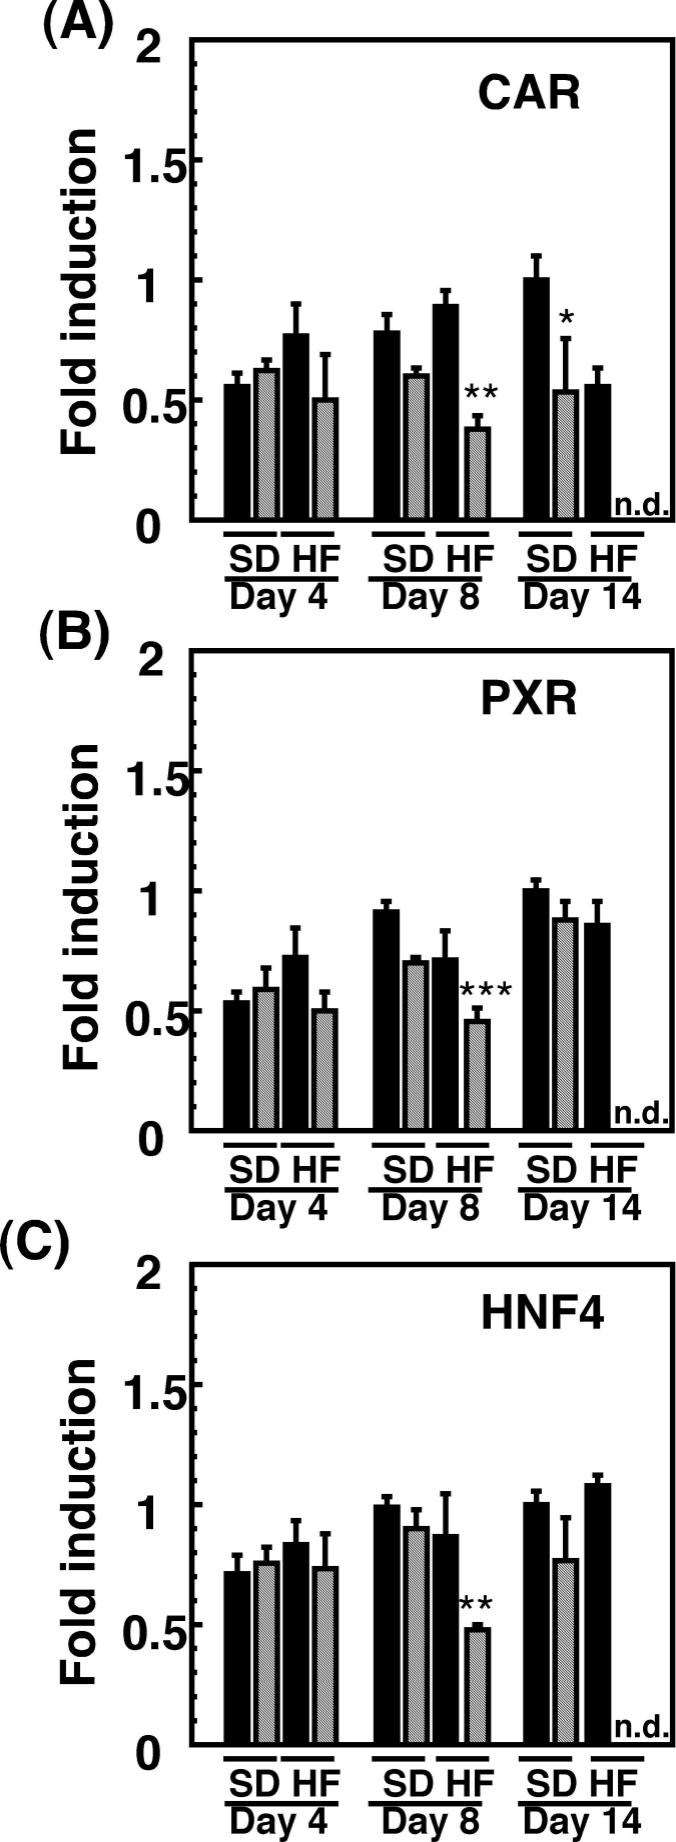 (A)
2
CAR
1.5
1
Fold induction
*
**
0.5
n.d.
0
SD HF SD HF SD HF
Day 4 Day 8 Day 14
(B)
2
PXR
1.5
1
Fold induction
***
0.5
n.d.
0
SD HF SD HF SD HF
Day 4 Day 8 Day 14
(C)
2
HNF4
1.5
1
Fold induction
**
0.5
n.d.
0
SD HF SD HF SD HF
Day 4 Day 8 Day 14